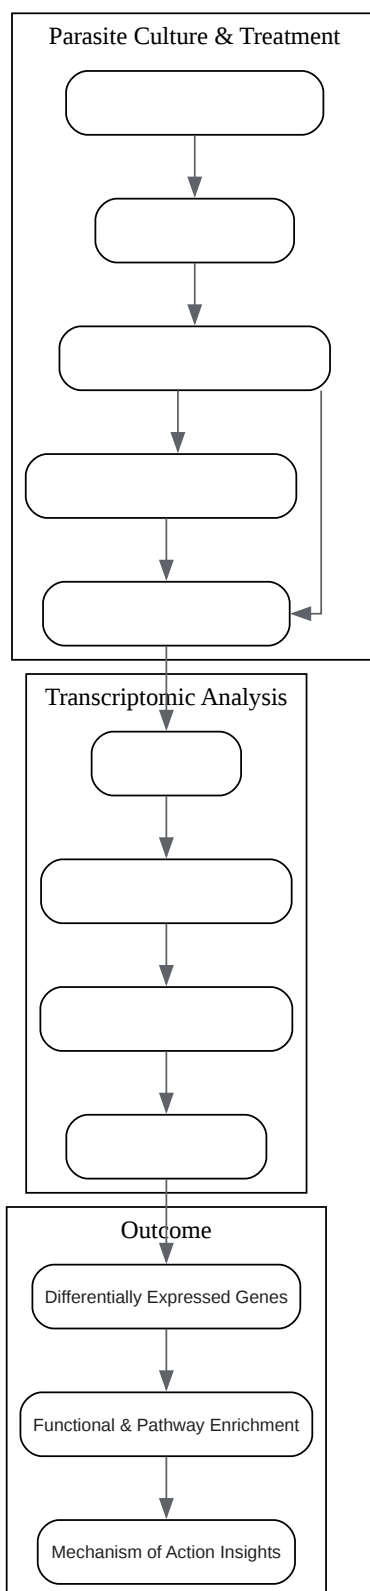 Parasite Culture & Treatment
Transcriptomic Analysis
Outcome
Differentially Expressed Genes
Functional & Pathway Enrichment
Mechanism of Action Insights